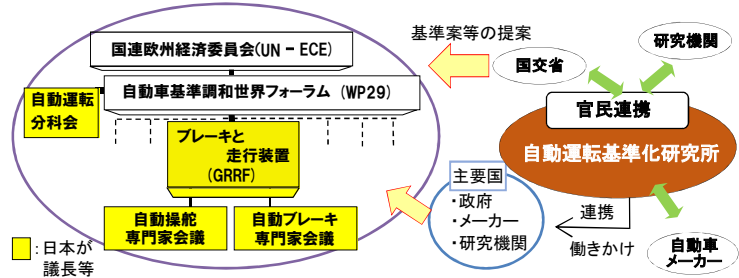 国連欧州経済委員会(UN － ECE)
自動車基準調和世界フォーラム (WP29)
自動運転
分科会
ブレーキと
走行装置
(GRRF)
自動操舵
専門家会議
自動ブレーキ
専門家会議
:日本が
議長等
基準案等の提案
主要国
・政府
・メーカー
・研究機関
国交省
研究機関
官民連携
自動運転基準化研究所
連携
働きかけ
自動車
メーカー